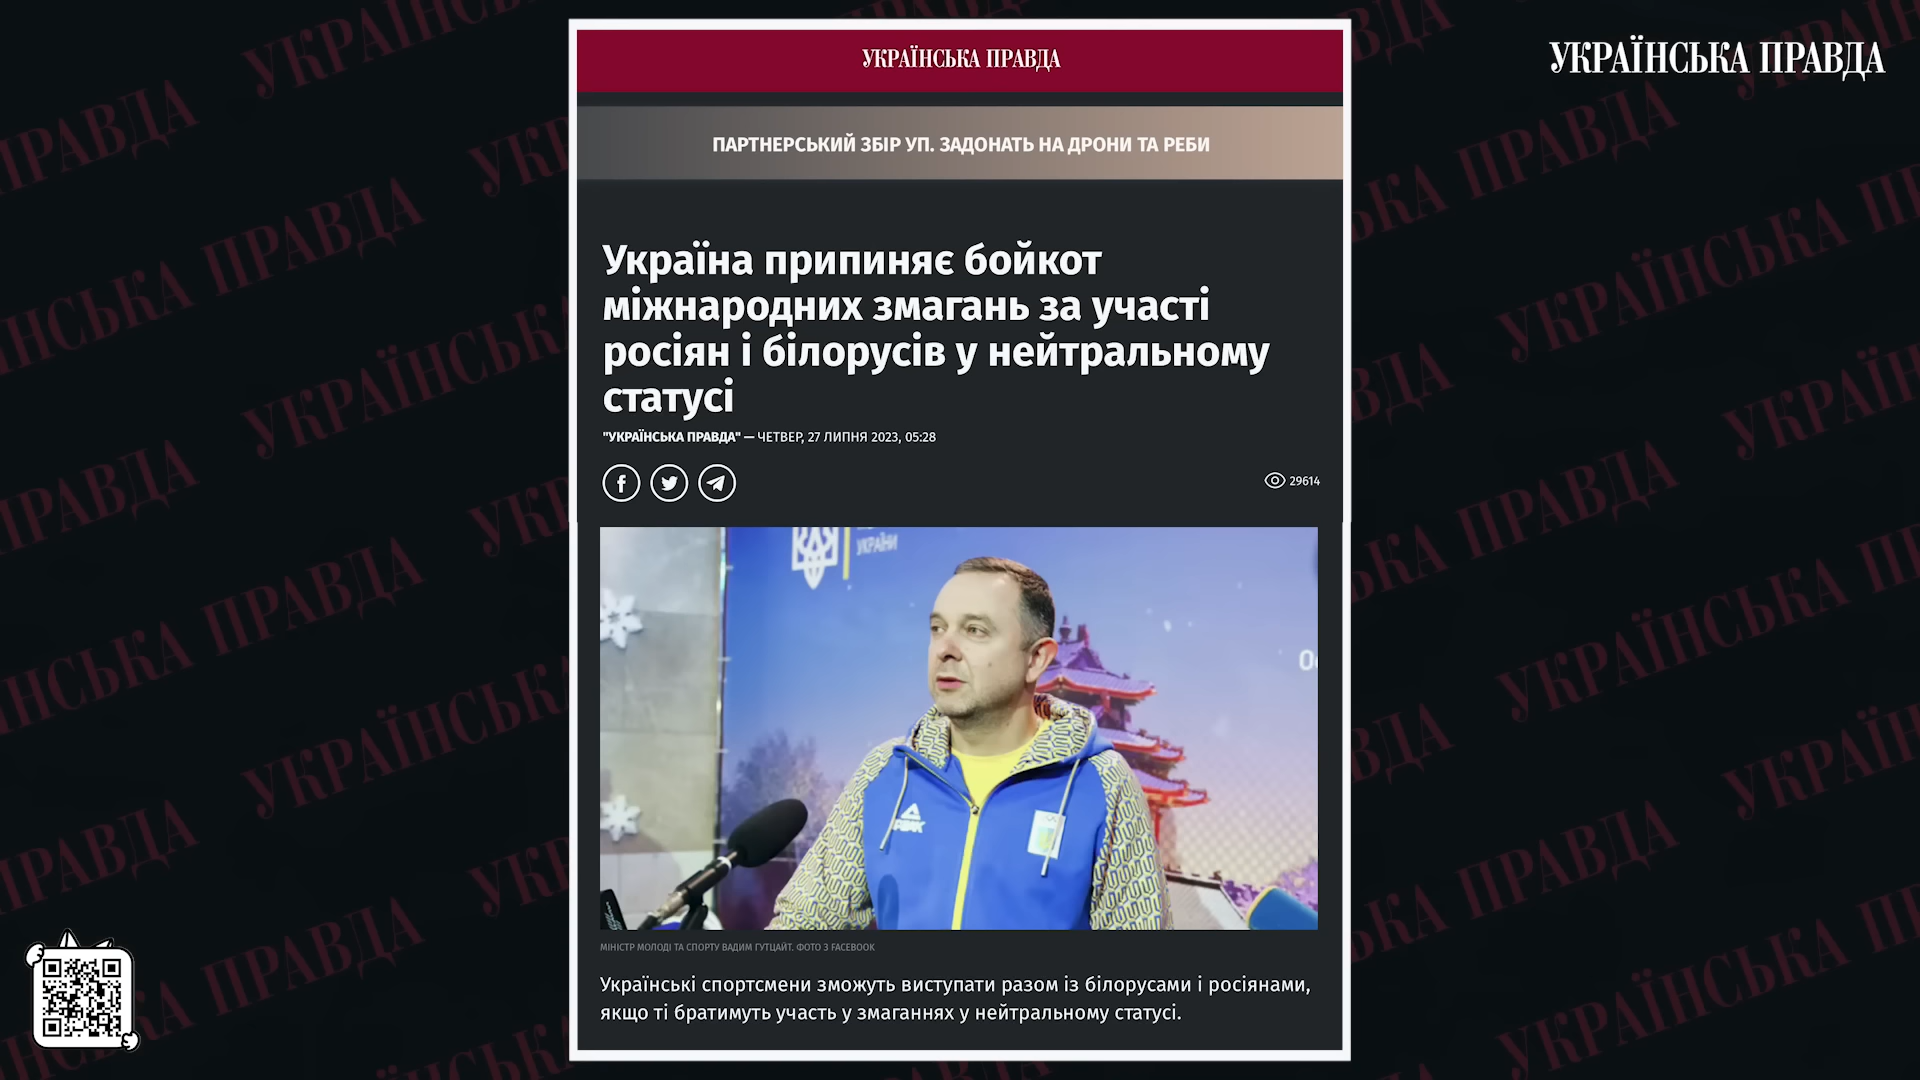 УКРАЇНСЬКА ПРАВДА
УКРАЇНСЬКА ПРАВДА
ПАРТНЕРСЬКИЙ ЗБІР УП. ЗАДОНАТЬ НА ДРОНИ ТА РЕБИ
Україна припиняє бойкот
міжнародних змагань за участі
росіян і білорусів у нейтральному
статусі
"УКРАЇНСЬКА ПРАВДА" — ЧЕТВЕР, 27 ЛИПНЯ 2023, 05:28
29614
УКРАЇНИ
МІНІСТР МОЛОДІ ТА СПОРТУ ВАДИМ ГУТЦАЙТ. ФОТО З FACEBOOK
Українські спортсмени зможуть виступати разом із білорусами і росіянами,
якщо ті братимуть участь у змаганнях у нейтральному статусі.